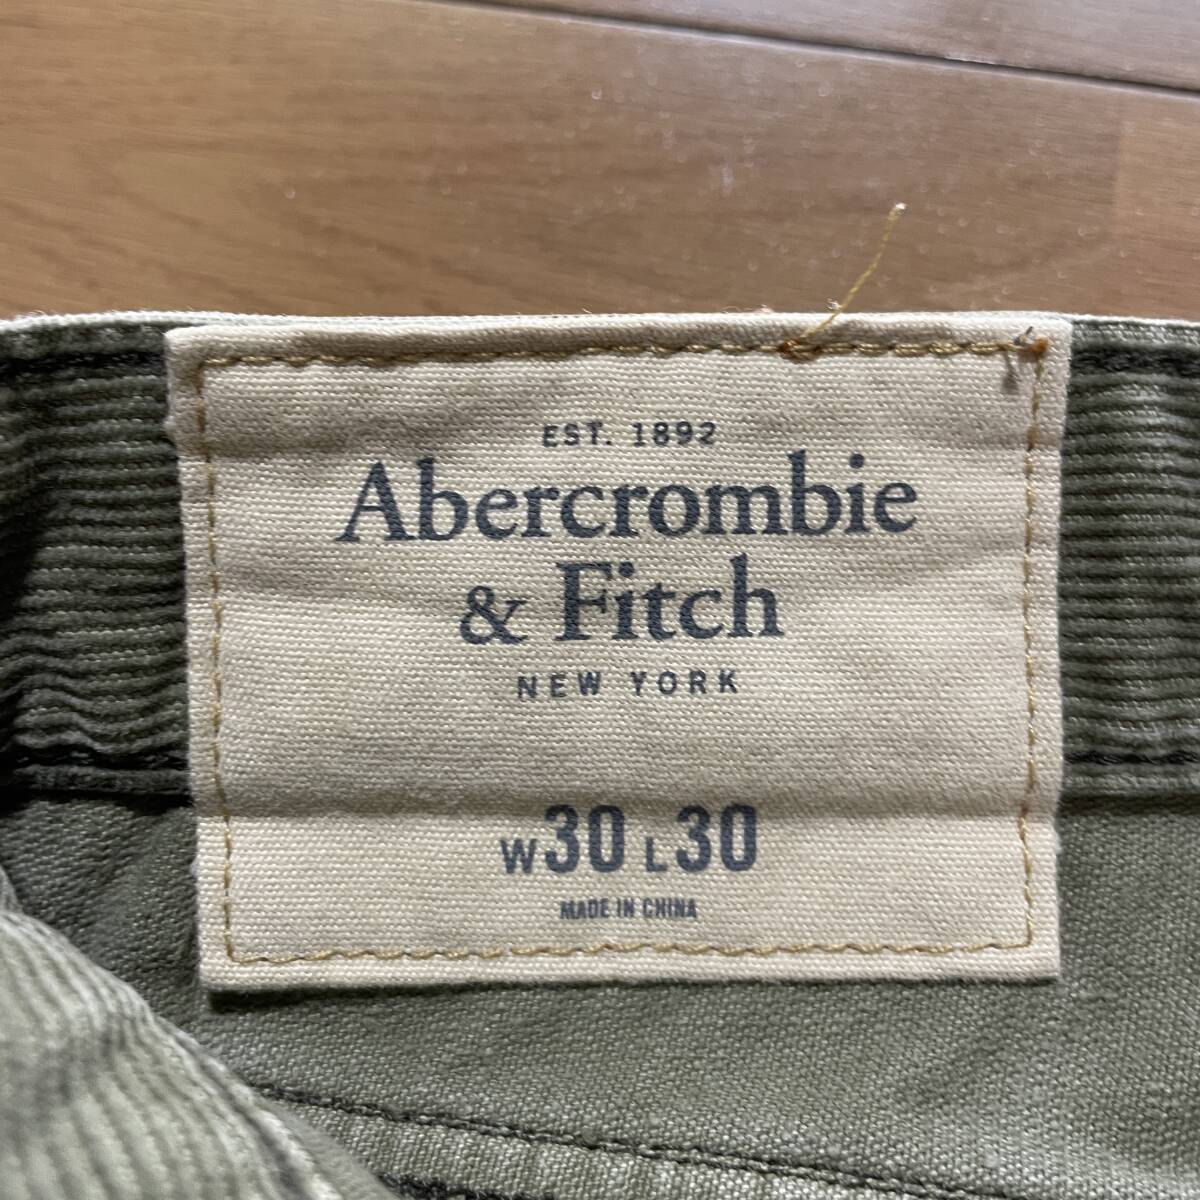 EST. 1892
Abercrombie
& Fitch
NEW YORK
W30 L30
MADE IN CHINA